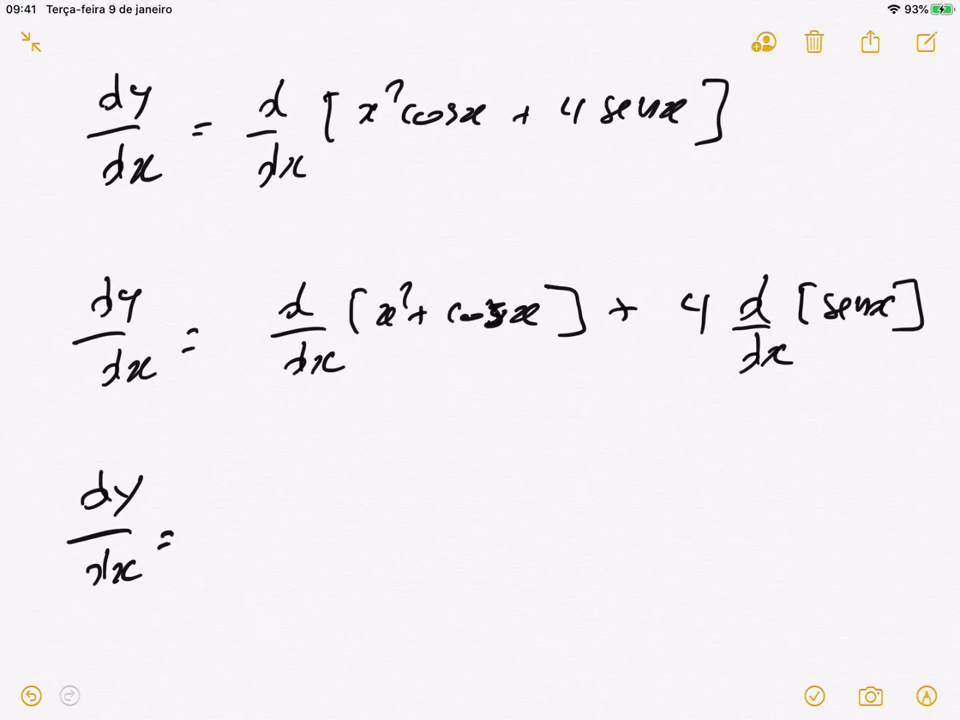 09:41 Terça-feira 9 de janeiro 93%
dy/dx = d/dx [x² cosx + 4 senx]
dy/dx = d/dx [x² + cosx] + 4 d/dx [senx]
dy/dx =